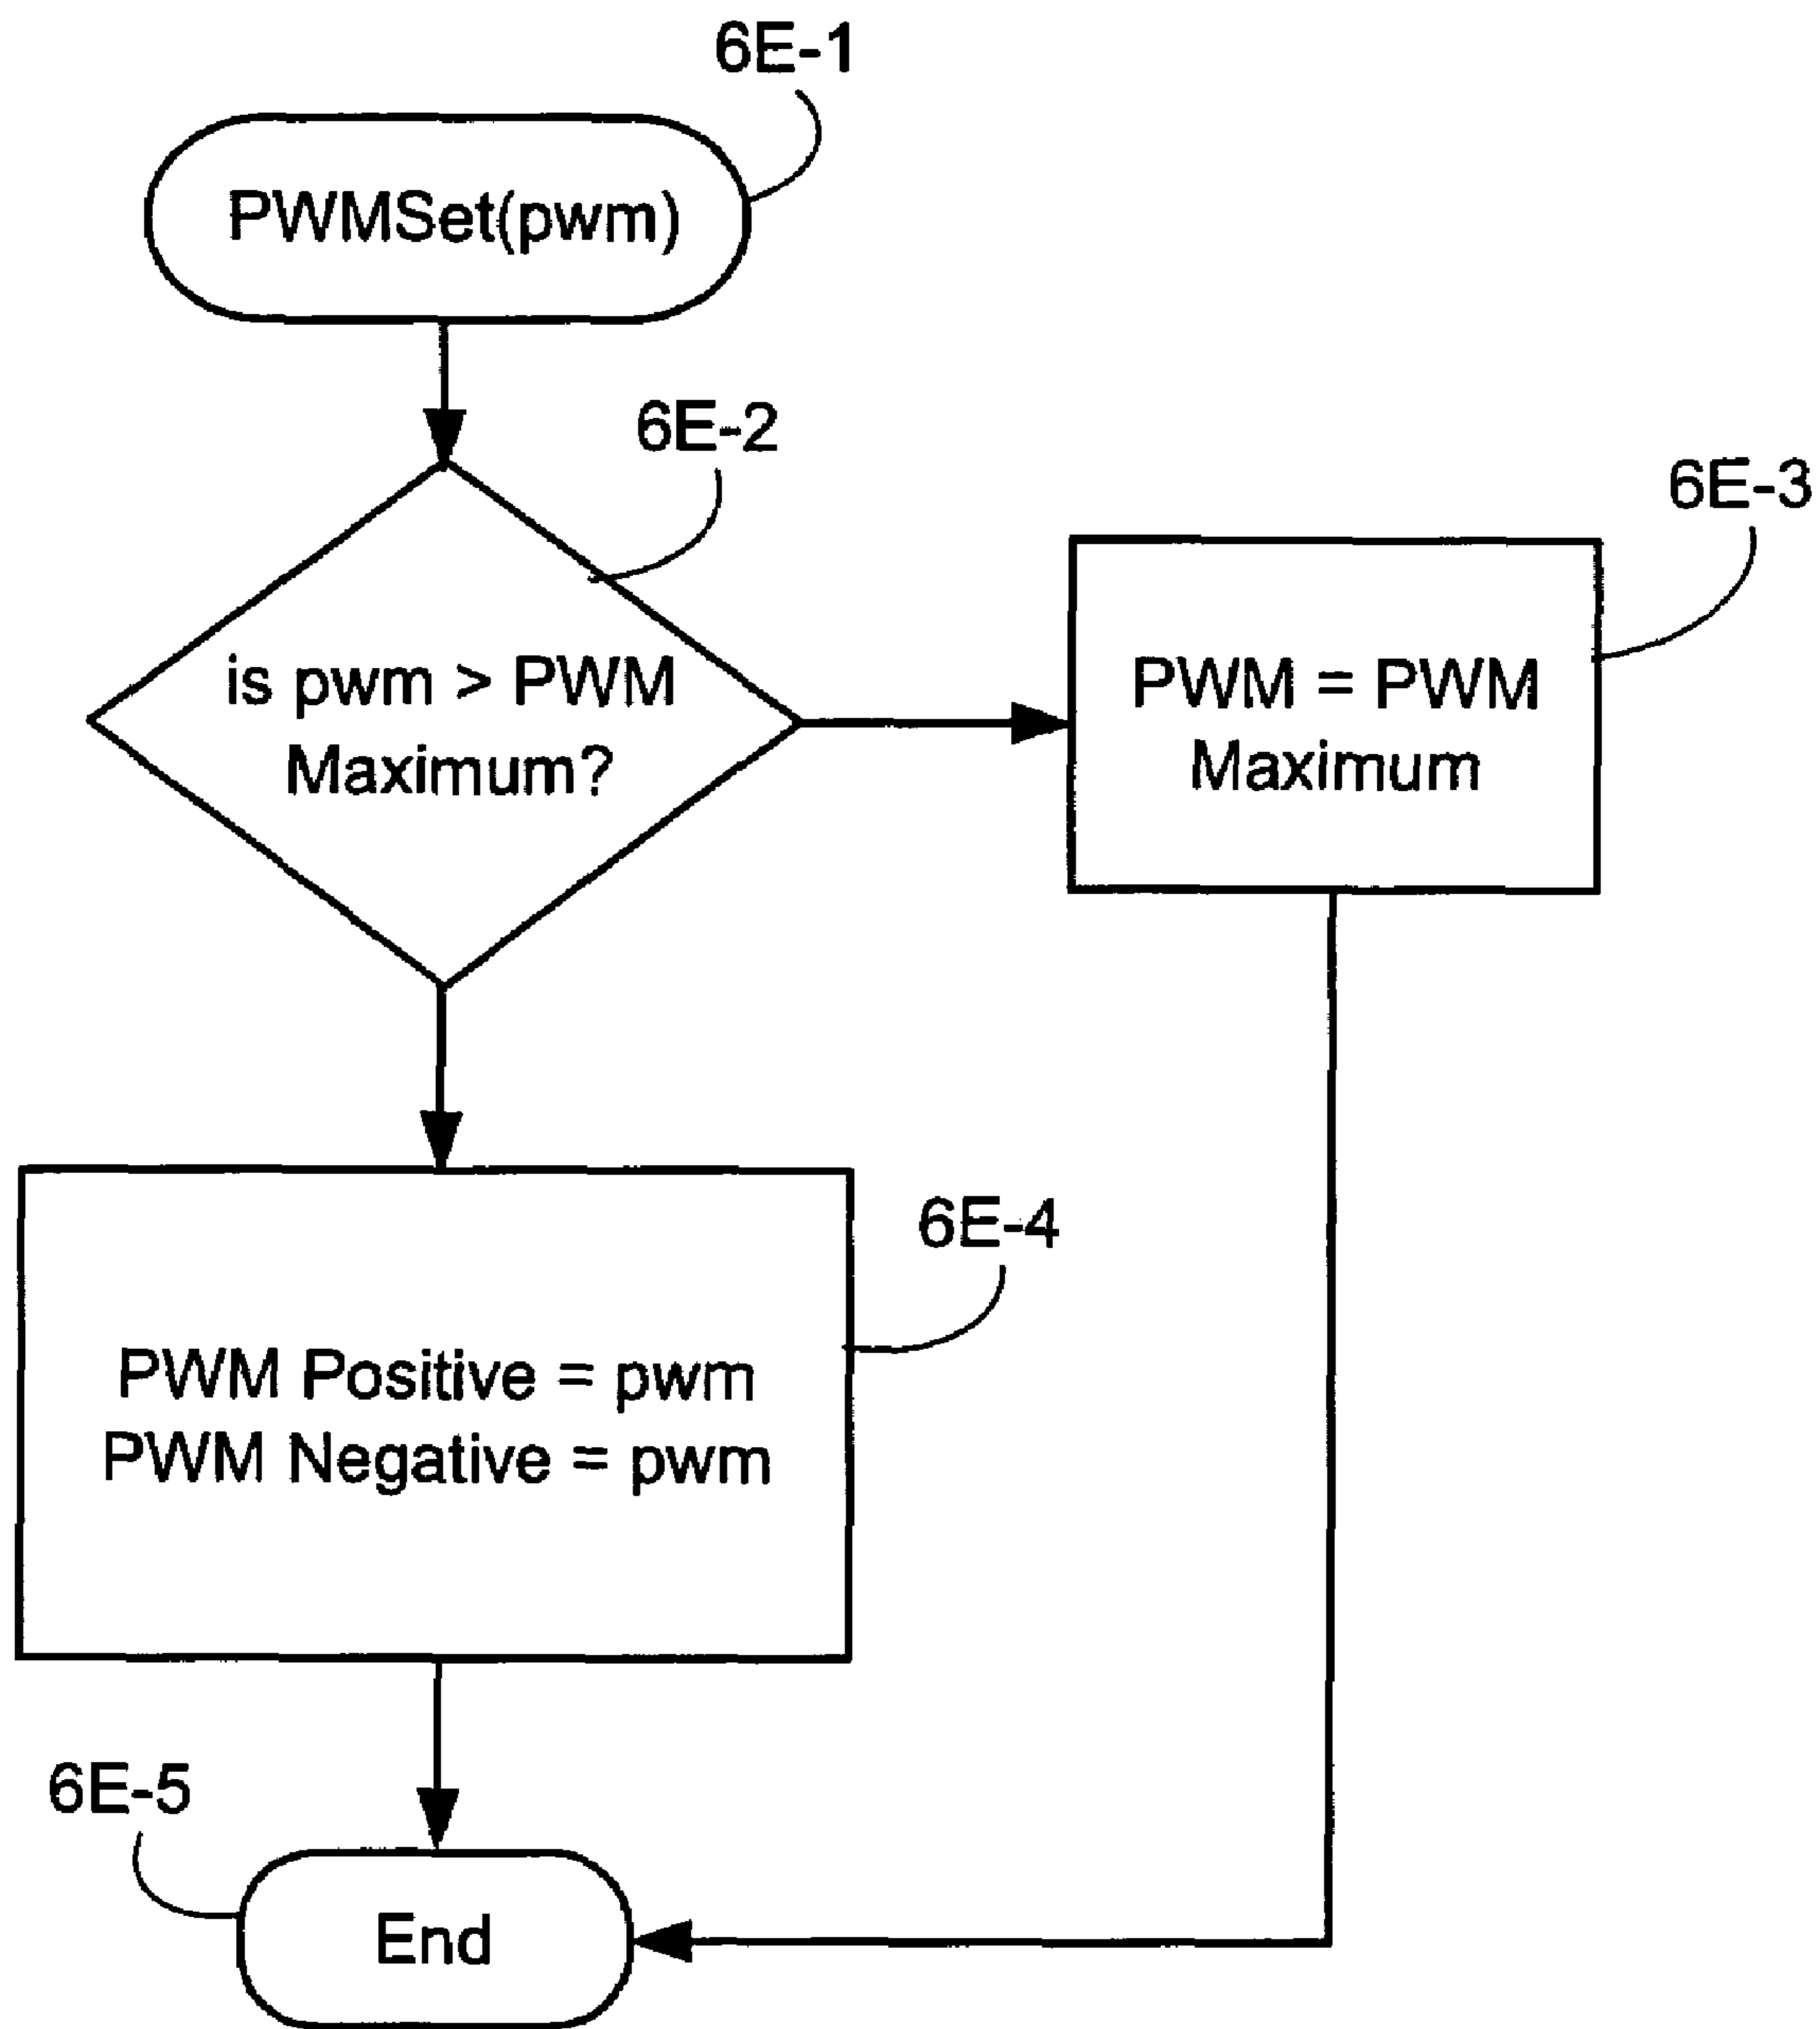 6E-1
PWMSet(pwm)
6E-2
is pwm > PWM
Maximum?
6E-3
PWM = PWM
Maximum
6E-4
PWM Positive = pwm
PWM Negative = pwm
6E-5
End